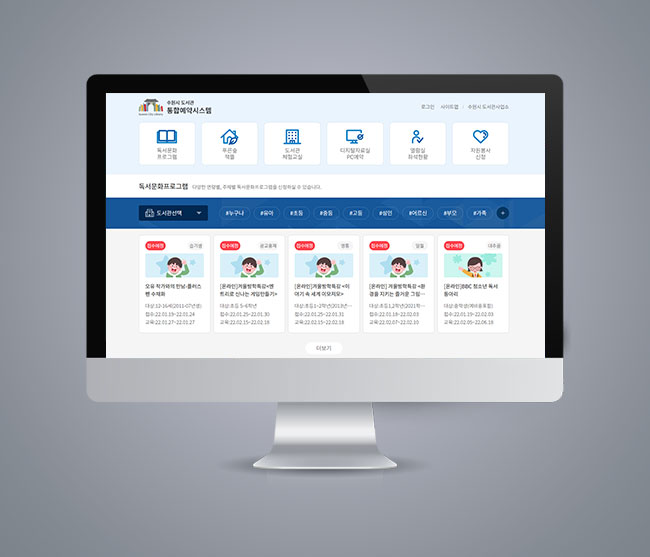 수원시 도서관
통합예약시스템
로그인 사이트맵 수원시 도서관사업소
독서문화
프로그램
푸른숲
책뜰
도서관
체험교실
디지털자료실
PC예약
열람실
좌석현황
자원봉사
신청
독서문화프로그램 다양한 연령별, 주제별 독서문화프로그램을 신청하실 수 있습니다.
도서관선택 #누구나 #유아 #초등 #중등 #고등 #성인 #어르신 #부모 #가족 +
접수예정 슬기샘
오유 작가와의 만남-플러스
펜 수채화
대상:12-16세(2011-07년생)
접수:22.01.19~22.01.24
교육:22.01.27~22.01.27
접수예정 광교홍재
[온라인]겨울방학특강<엔
트리로 신나는 게임만들기>
대상:초등 5-6학년
접수:22.01.25~22.01.30
교육:22.02.15~22.02.18
접수예정 영통
[온라인]겨울방학특강 <이
야기 속 세계 이모저모>
대상:초등1~2학년(2013년…
접수:22.01.25~22.01.31
교육:22.02.15~22.02.18
접수예정 일월
[온라인]겨울방학특강 <환
경을 지키는 즐거운 그림…
대상:초등1,2학년(2021학…
접수:22.01.18~22.02.03
교육:22.02.07~22.02.10
접수예정 대추골
[온라인]BBC 청소년 독서
동아리
대상:중학생(예비중포함)
접수:22.01.19~22.02.03
교육:22.02.05~22.06.18
더보기